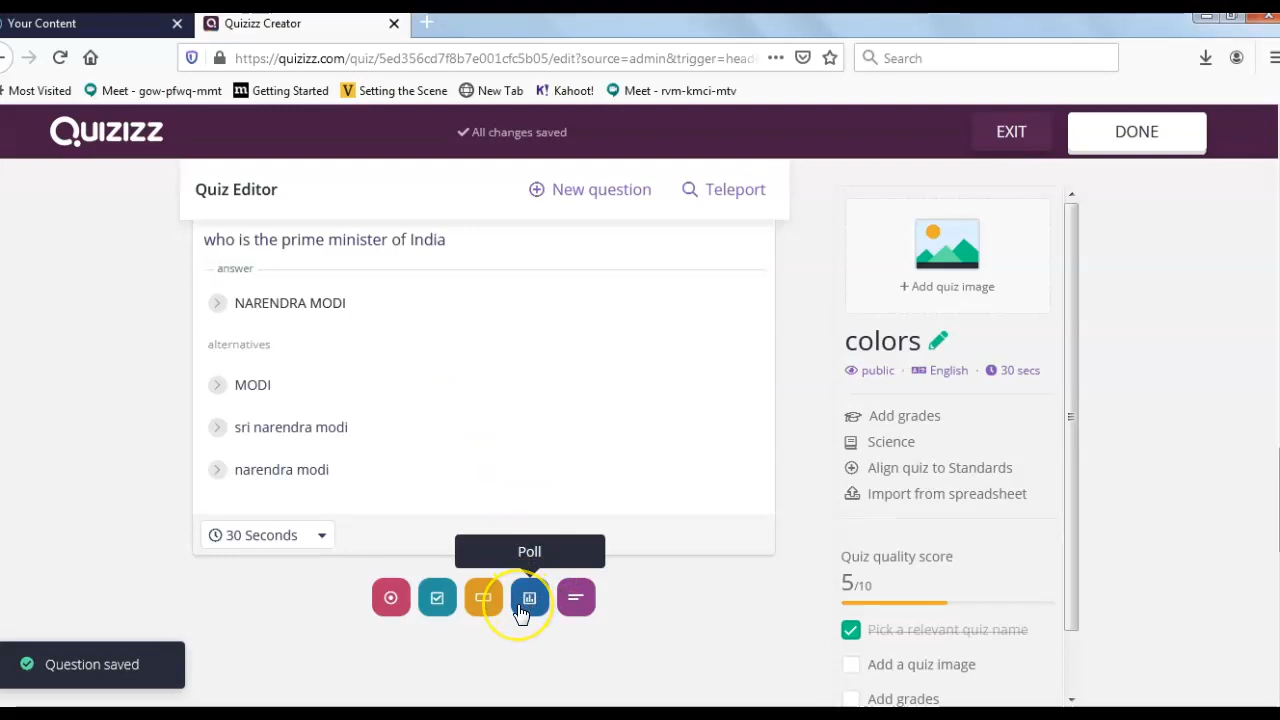 Your Content
Quizizz Creator
https://quizizz.com/quiz/5ed356cd7f8b7e001cfc5b05/edit?source=admin&trigger=head
Search
Most Visited
Meet - gow-pfwq-mmt
Getting Started
Setting the Scene
New Tab
Kahoot!
Meet - rvm-kmci-mtv
QUIZIZZ
All changes saved
EXIT
DONE
Quiz Editor
New question
Teleport
who is the prime minister of India
answer
NARENDRA MODI
alternatives
MODI
sri narendra modi
narendra modi
30 Seconds
Poll
Question saved
+ Add quiz image
colors
public · English · 30 secs
Add grades
Science
Align quiz to Standards
Import from spreadsheet
Quiz quality score
5/10
Pick a relevant quiz name
Add a quiz image
Add grades